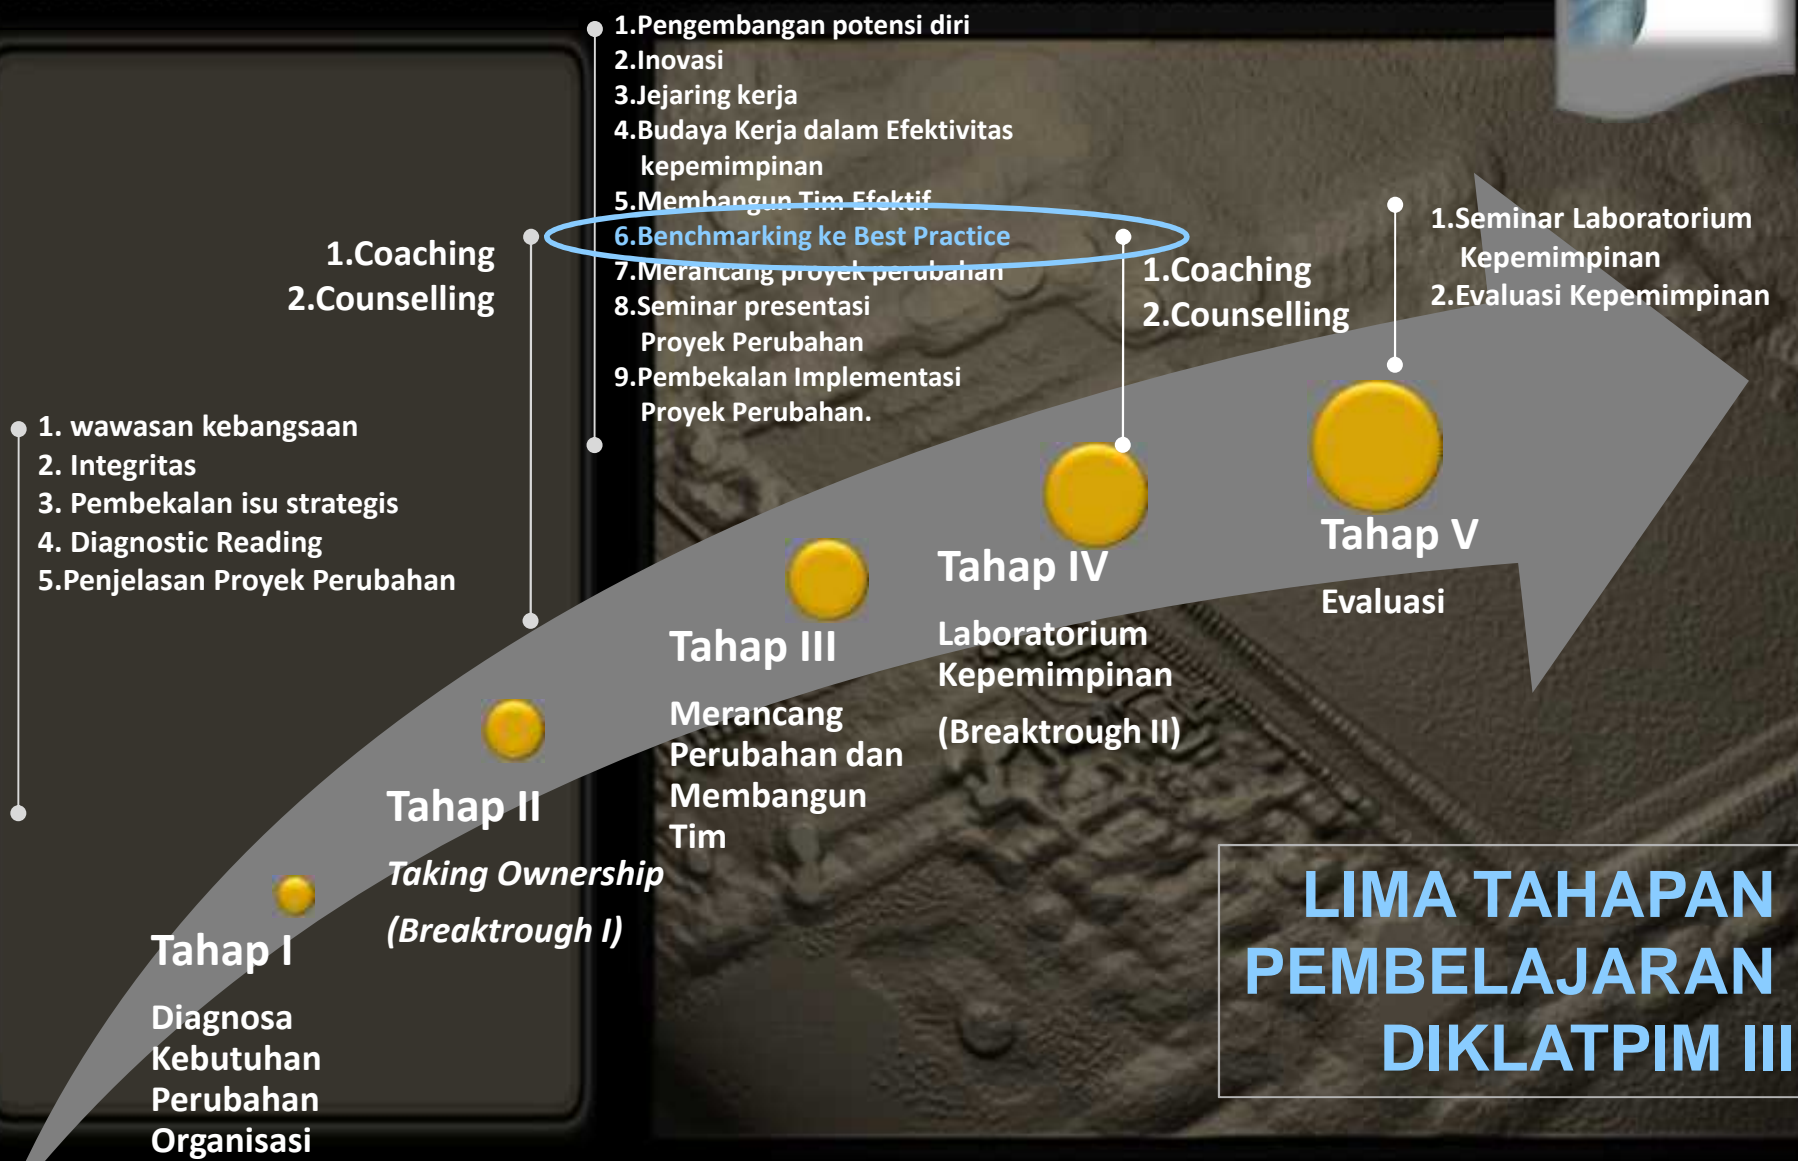 1.Pengembangan potensi diri
2.Inovasi
3.Jejaring kerja
4.Budaya Kerja dalam Efektivitas
kepemimpinan
5.Membangun Tim Efektif
6.Benchmarking ke Best Practice
7.Merancang proyek perubahan
8.Seminar presentasi
Proyek Perubahan
9.Pembekalan Implementasi
Proyek Perubahan.
1.Coaching
2.Counselling
1.Coaching
2.Counselling
1.Seminar Laboratorium
Kepemimpinan
2.Evaluasi Kepemimpinan
1. wawasan kebangsaan
2. Integritas
3. Pembekalan isu strategis
4. Diagnostic Reading
5.Penjelasan Proyek Perubahan
Tahap I
Diagnosa
Kebutuhan
Perubahan
Organisasi
Tahap II
Taking Ownership
(Breaktrough I)
Tahap III
Merancang
Perubahan dan
Membangun
Tim
Tahap IV
Laboratorium
Kepemimpinan
(Breaktrough II)
Tahap V
Evaluasi
LIMA TAHAPAN
PEMBELAJARAN
DIKLATPIM III